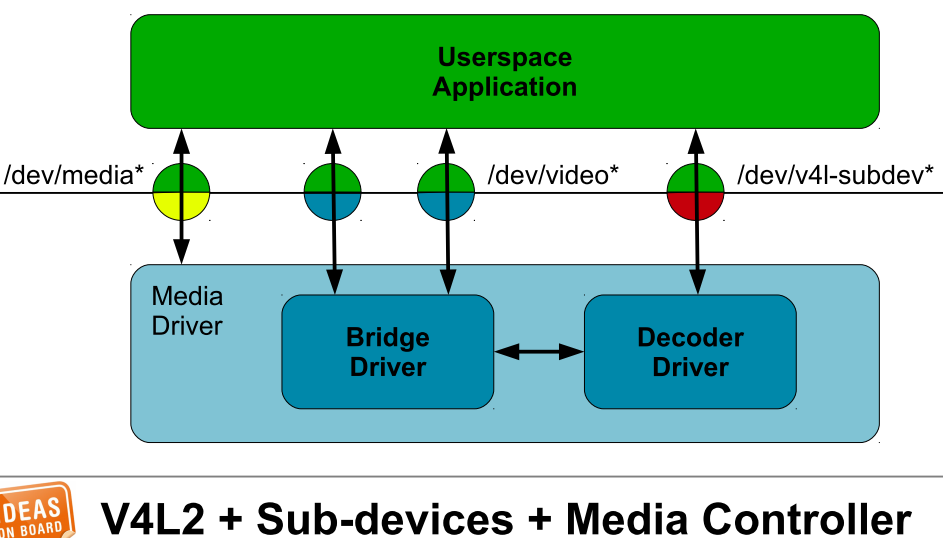 Userspace
Application
/dev/media*
/dev/video*
/dev/v4l-subdev*
Media
Driver
Bridge
Driver
Decoder
Driver
DEAS
ON BOARD
V4L2 + Sub-devices + Media Controller